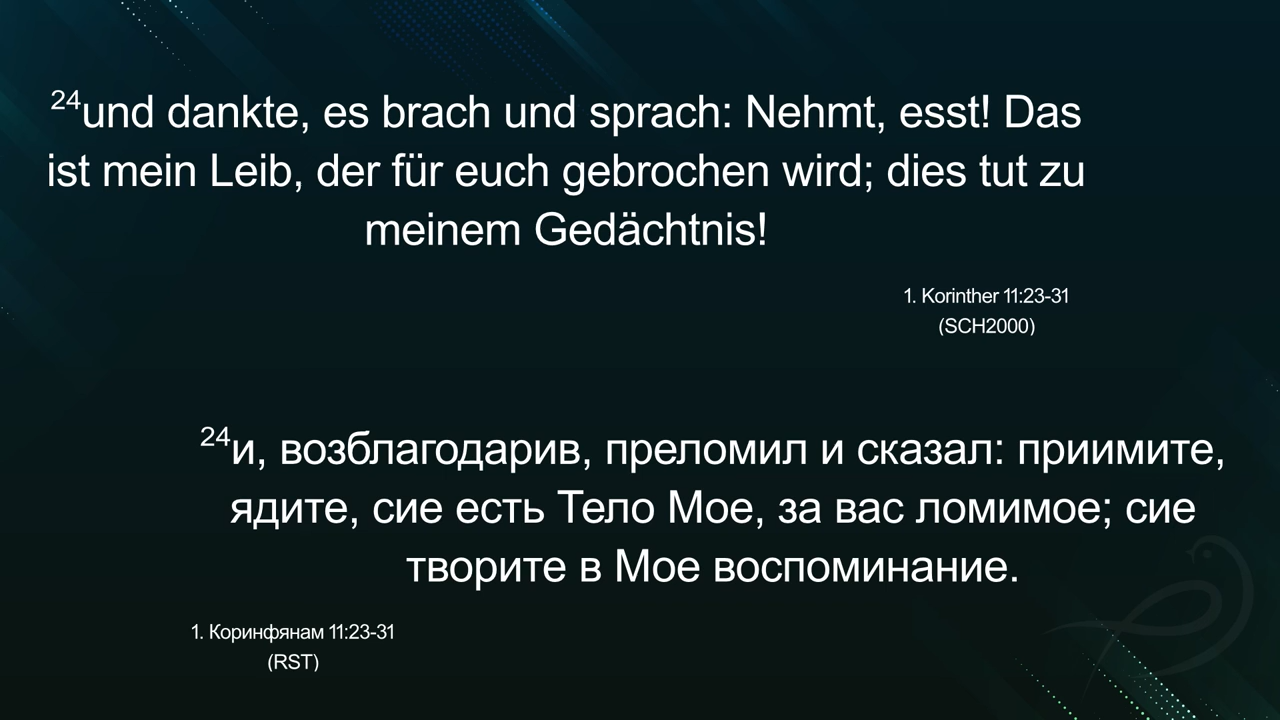 24und dankte, es brach und sprach: Nehmt, esst! Das
ist mein Leib, der für euch gebrochen wird; dies tut zu
meinem Gedächtnis!
1. Korinther 11:23-31
(SCH2000)
24и, возблагодарив, преломил и сказал: приимите,
ядите, сие есть Тело Мое, за вас ломимое; сие
творите в Мое воспоминание.
1. Коринфянам 11:23-31
(RST)